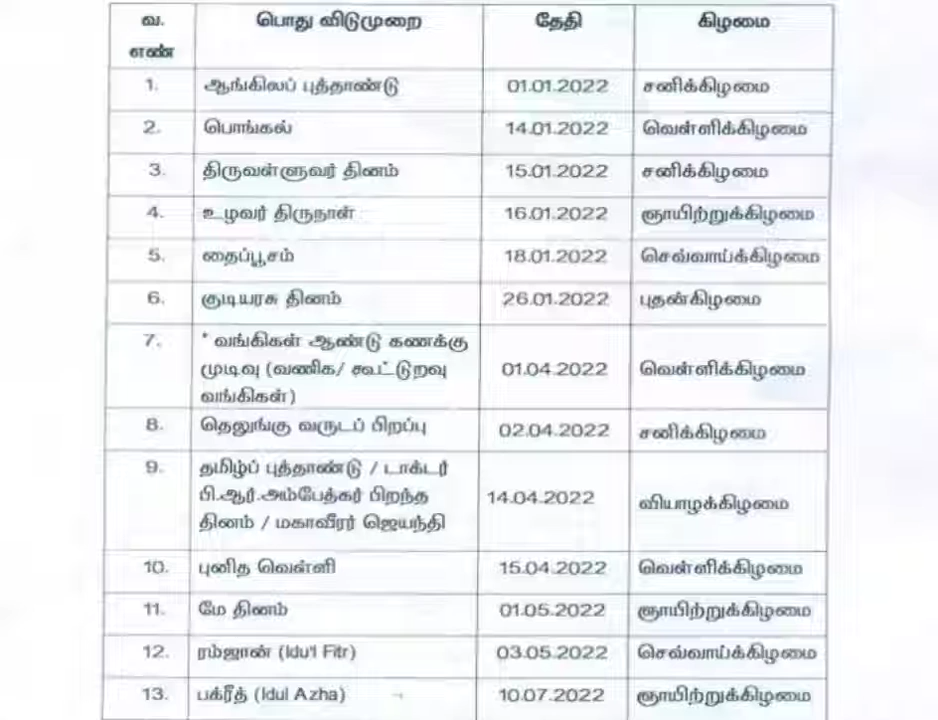 வ. எண் பொது விடுமுறை தேதி கிழமை
1. ஆங்கிலப் புத்தாண்டு 01.01.2022 சனிக்கிழமை
2. பொங்கல் 14.01.2022 வெள்ளிக்கிழமை
3. திருவள்ளுவர் தினம் 15.01.2022 சனிக்கிழமை
4. உழவர் திருநாள் 16.01.2022 ஞாயிற்றுக்கிழமை
5. தைப்பூசம் 18.01.2022 செவ்வாய்க்கிழமை
6. குடியரசு தினம் 26.01.2022 புதன்கிழமை
7. * வங்கிகள் ஆண்டு கணக்கு
முடிவு (வணிக/ கூட்டுறவு
வங்கிகள்) 01.04.2022 வெள்ளிக்கிழமை
8. தெலுங்கு வருடப் பிறப்பு 02.04.2022 சனிக்கிழமை
9. தமிழ்ப் புத்தாண்டு / டாக்டர்
பி.ஆர்.அம்பேத்கர் பிறந்த
தினம் / மகாவீரர் ஜெயந்தி 14.04.2022 வியாழக்கிழமை
10. புனித வெள்ளி 15.04.2022 வெள்ளிக்கிழமை
11. மே தினம் 01.05.2022 ஞாயிற்றுக்கிழமை
12. ரம்ஜான் (Idu'l Fitr) 03.05.2022 செவ்வாய்க்கிழமை
13. பக்ரீத் (Idul Azha) 10.07.2022 ஞாயிற்றுக்கிழமை